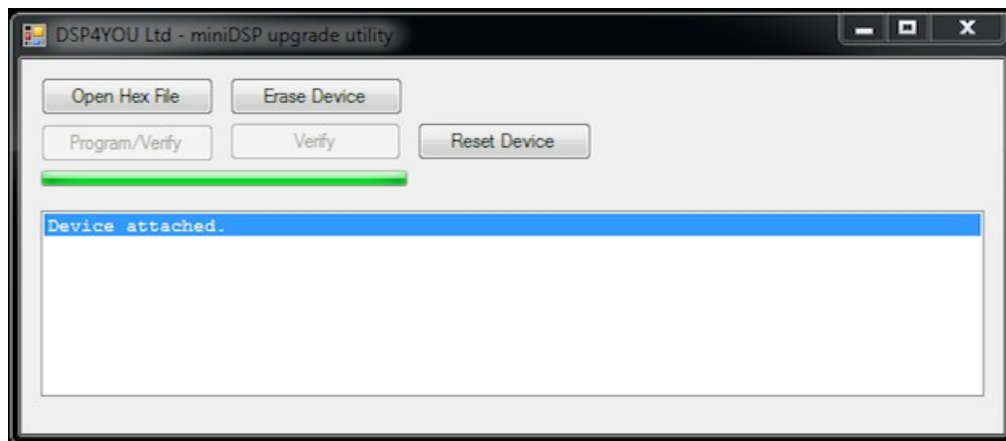 DSP4YOU Ltd - miniDSP upgrade utility
Open Hex File Erase Device
Program/Verify Verify Reset Device
Device attached.